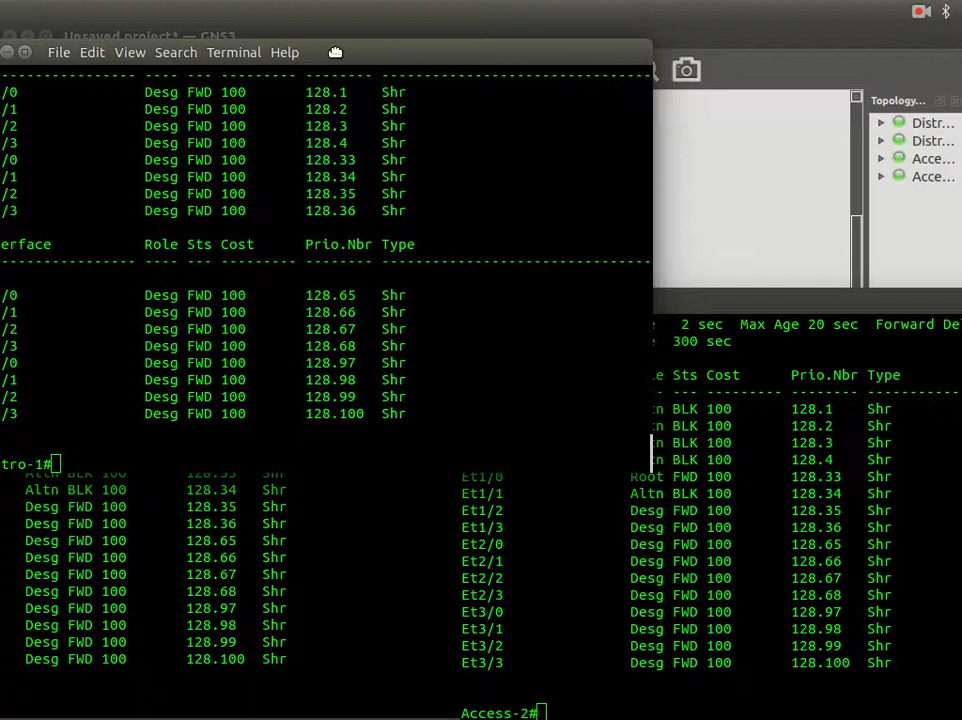 Unsaved project* — GNS3
File Edit View Search Terminal Help
---------------- ---- --- --------- -------- --------------------------------
/0 Desg FWD 100 128.1 Shr
/1 Desg FWD 100 128.2 Shr
/2 Desg FWD 100 128.3 Shr
/3 Desg FWD 100 128.4 Shr
/0 Desg FWD 100 128.33 Shr
/1 Desg FWD 100 128.34 Shr
/2 Desg FWD 100 128.35 Shr
/3 Desg FWD 100 128.36 Shr
erface Role Sts Cost Prio.Nbr Type
---------------- ---- --- --------- -------- --------------------------------
/0 Desg FWD 100 128.65 Shr
/1 Desg FWD 100 128.66 Shr
/2 Desg FWD 100 128.67 Shr
/3 Desg FWD 100 128.68 Shr
/0 Desg FWD 100 128.97 Shr
/1 Desg FWD 100 128.98 Shr
/2 Desg FWD 100 128.99 Shr
/3 Desg FWD 100 128.100 Shr
tro-1#
Topology...
Distr...
Distr...
Acce...
Acce...
Altn BLK 100 128.34 Shr
Desg FWD 100 128.35 Shr
Desg FWD 100 128.36 Shr
Desg FWD 100 128.65 Shr
Desg FWD 100 128.66 Shr
Desg FWD 100 128.67 Shr
Desg FWD 100 128.68 Shr
Desg FWD 100 128.97 Shr
Desg FWD 100 128.98 Shr
Desg FWD 100 128.99 Shr
Desg FWD 100 128.100 Shr
e 2 sec Max Age 20 sec Forward De
e 300 sec
le Sts Cost Prio.Nbr Type
-- --- --------- -------- --------
tn BLK 100 128.1 Shr
tn BLK 100 128.2 Shr
tn BLK 100 128.3 Shr
tn BLK 100 128.4 Shr
Et1/0 Root FWD 100 128.33 Shr
Et1/1 Altn BLK 100 128.34 Shr
Et1/2 Desg FWD 100 128.35 Shr
Et1/3 Desg FWD 100 128.36 Shr
Et2/0 Desg FWD 100 128.65 Shr
Et2/1 Desg FWD 100 128.66 Shr
Et2/2 Desg FWD 100 128.67 Shr
Et2/3 Desg FWD 100 128.68 Shr
Et3/0 Desg FWD 100 128.97 Shr
Et3/1 Desg FWD 100 128.98 Shr
Et3/2 Desg FWD 100 128.99 Shr
Et3/3 Desg FWD 100 128.100 Shr
Access-2#